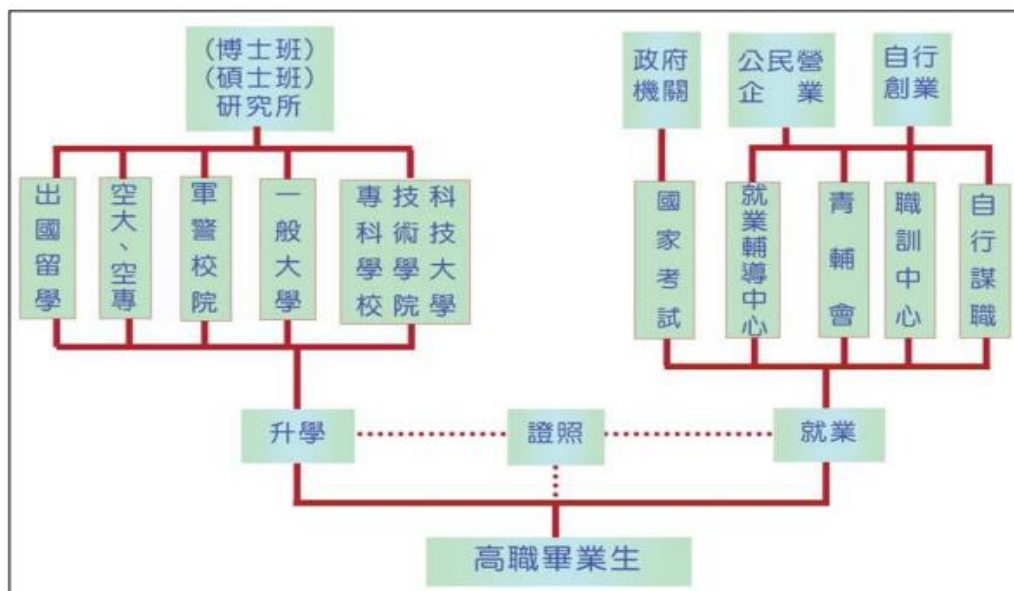 (博士班)
(碩士班)
研究所
政府
機關
公民營
企業
自行
創業
出國留學
空大、空專
軍警校院
一般大學
專科學校
技術學院
科技大學
國家考試
就業輔導中心
青輔會
職訓中心
自行謀職
升學
證照
就業
高職畢業生